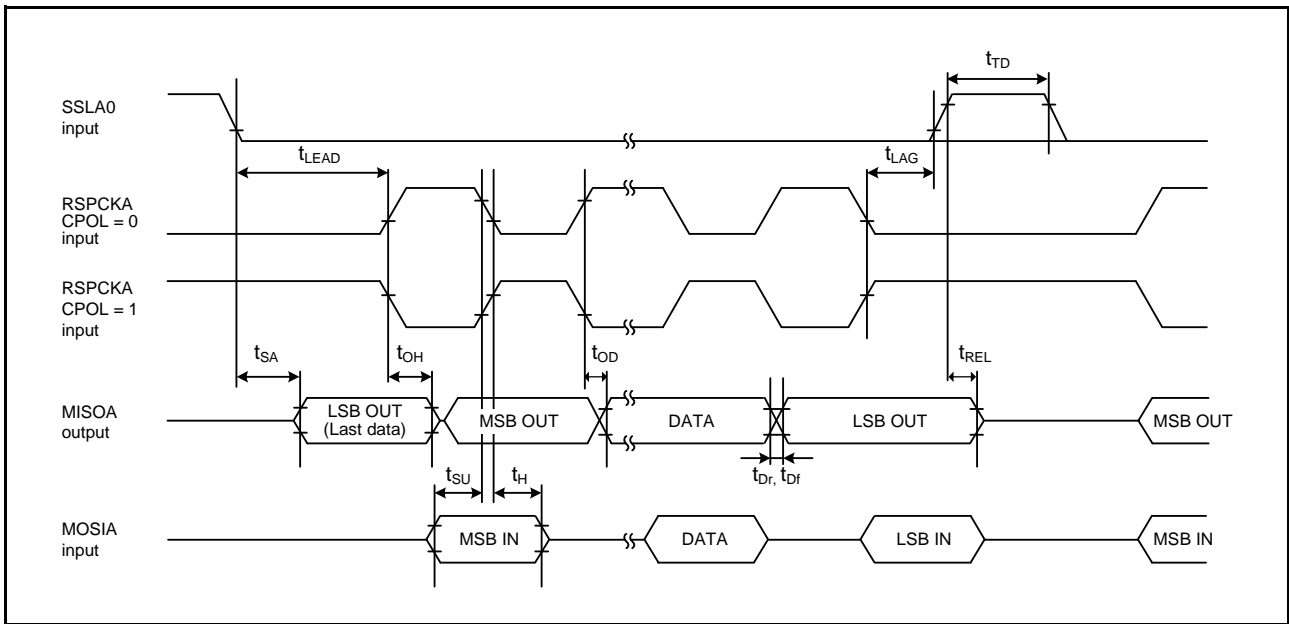 tTD
SSLA0
input
tLEAD
tLAG
RSPCKA
CPOL = 0
input
RSPCKA
CPOL = 1
input
tSA
tOH
tOD
tREL
MISOA
output
LSB OUT
(Last data)
MSB OUT
DATA
LSB OUT
MSB OUT
tSU
tH
tDr, tDf
MOSIA
input
MSB IN
DATA
LSB IN
MSB IN